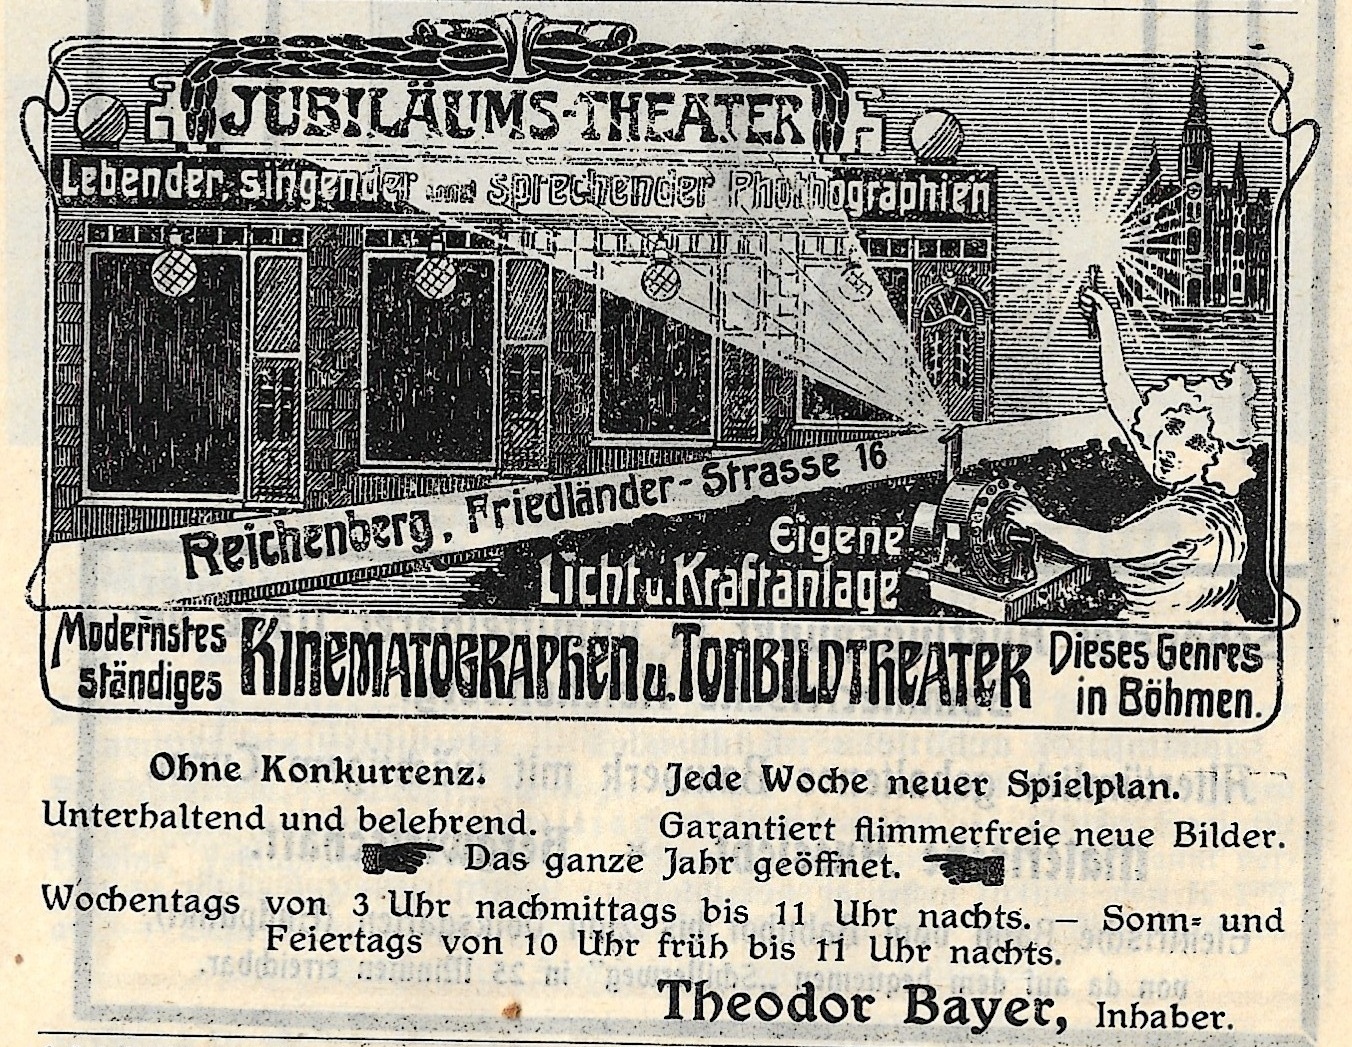 JUBILÄUMS-THEATER
Lebender, singender und sprechender Phothographien
Reichenberg, Friedländer-Strasse 16
Eigene
Licht u. Kraftanlage
Modernstes
ständiges
KINEMATOGRAPHEN u. TONBILDTHEATER
Dieses Genres
in Böhmen.
Ohne Konkurrenz.
Jede Woche neuer Spielplan.
Unterhaltend und belehrend.
Garantiert flimmerfreie neue Bilder.
Das ganze Jahr geöffnet.
Wochentags von 3 Uhr nachmittags bis 11 Uhr nachts. — Sonn- und
Feiertags von 10 Uhr früh bis 11 Uhr nachts.
Theodor Bayer, Inhaber.